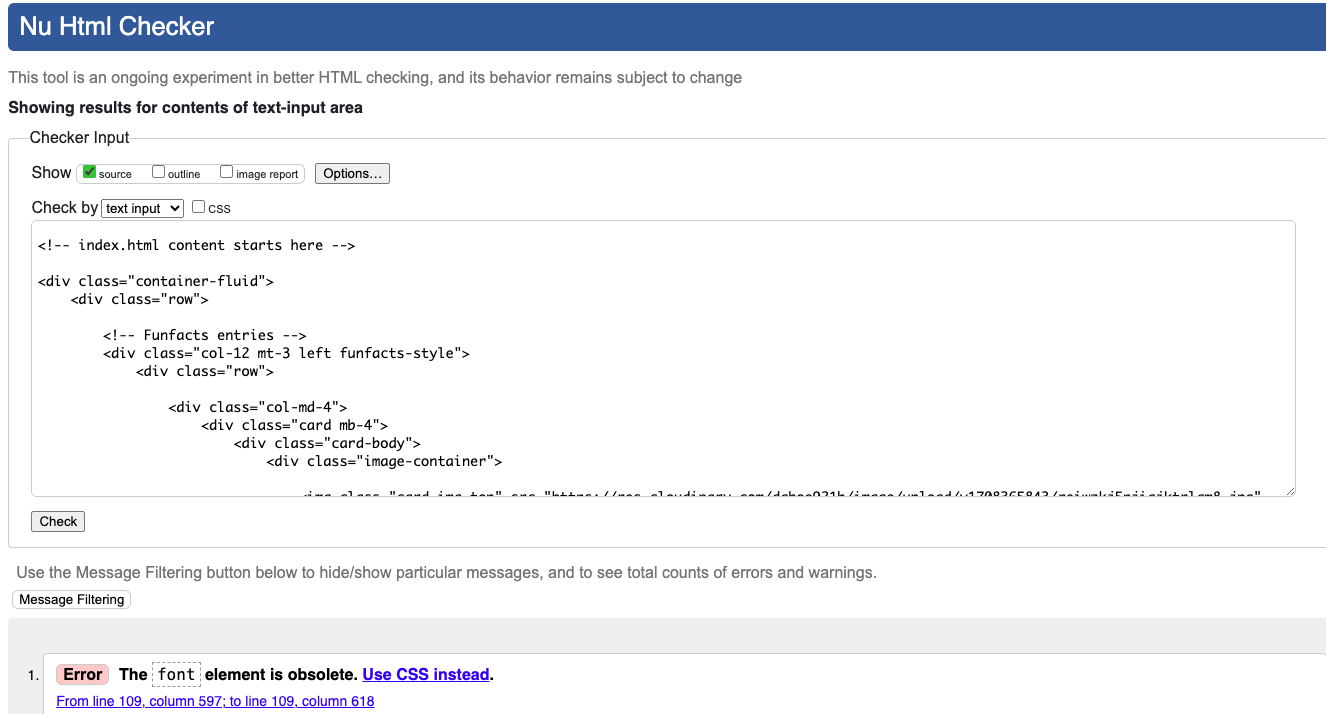 Nu Html Checker
This tool is an ongoing experiment in better HTML checking, and its behavior remains subject to change
Showing results for contents of text-input area
Checker Input
Show source outline image report Options...
Check by text input css
<!-- index.html content starts here -->
<div class="container-fluid">
<div class="row">
<!-- Funfacts entries -->
<div class="col-12 mt-3 left funfacts-style">
<div class="row">
<div class="col-md-4">
<div class="card mb-4">
<div class="card-body">
<div class="image-container">
Check
Use the Message Filtering button below to hide/show particular messages, and to see total counts of errors and warnings.
Message Filtering
1. Error The font element is obsolete. Use CSS instead.
From line 109, column 597; to line 109, column 618